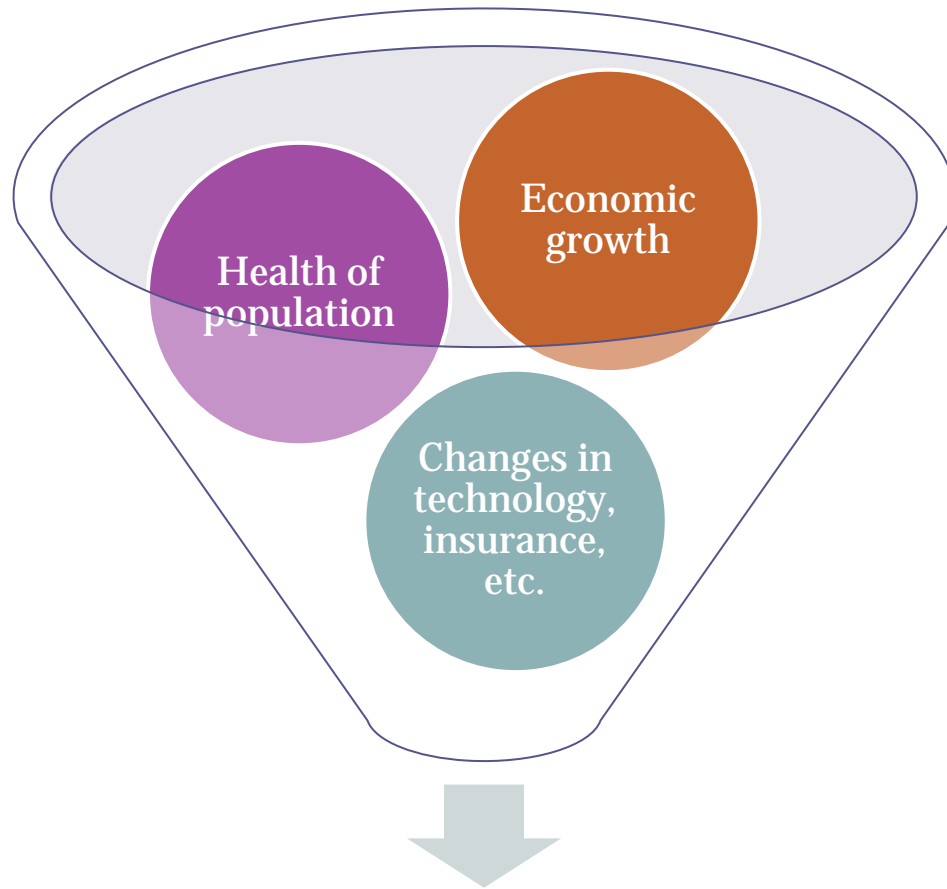 Economic
growth
Health of
population
Changes in
technology,
insurance,
etc.